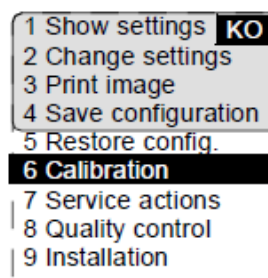 1 Show settings KO
2 Change settings
3 Print image
4 Save configuration
5 Restore config.
6 Calibration
7 Service actions
8 Quality control
9 Installation